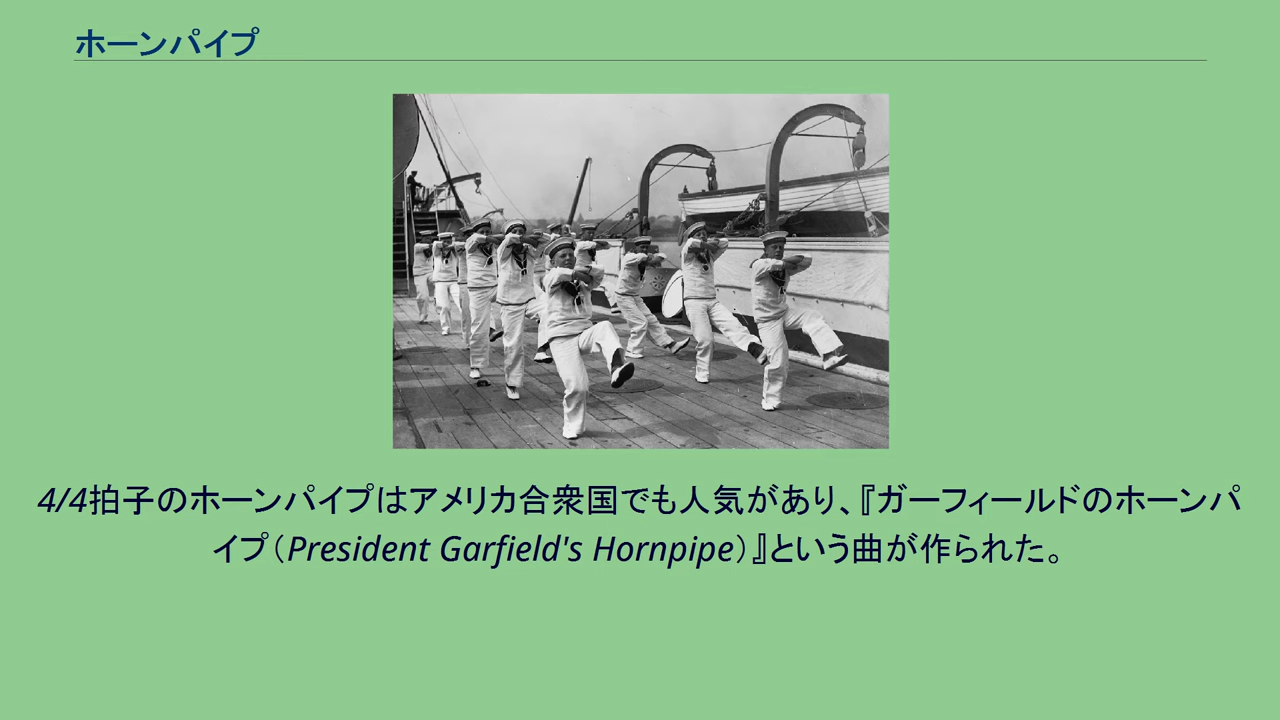 ホーンパイプ
4/4拍子のホーンパイプはアメリカ合衆国でも人気があり、『ガーフィールドのホーンパ
イプ（President Garfield's Hornpipe）』という曲が作られた。